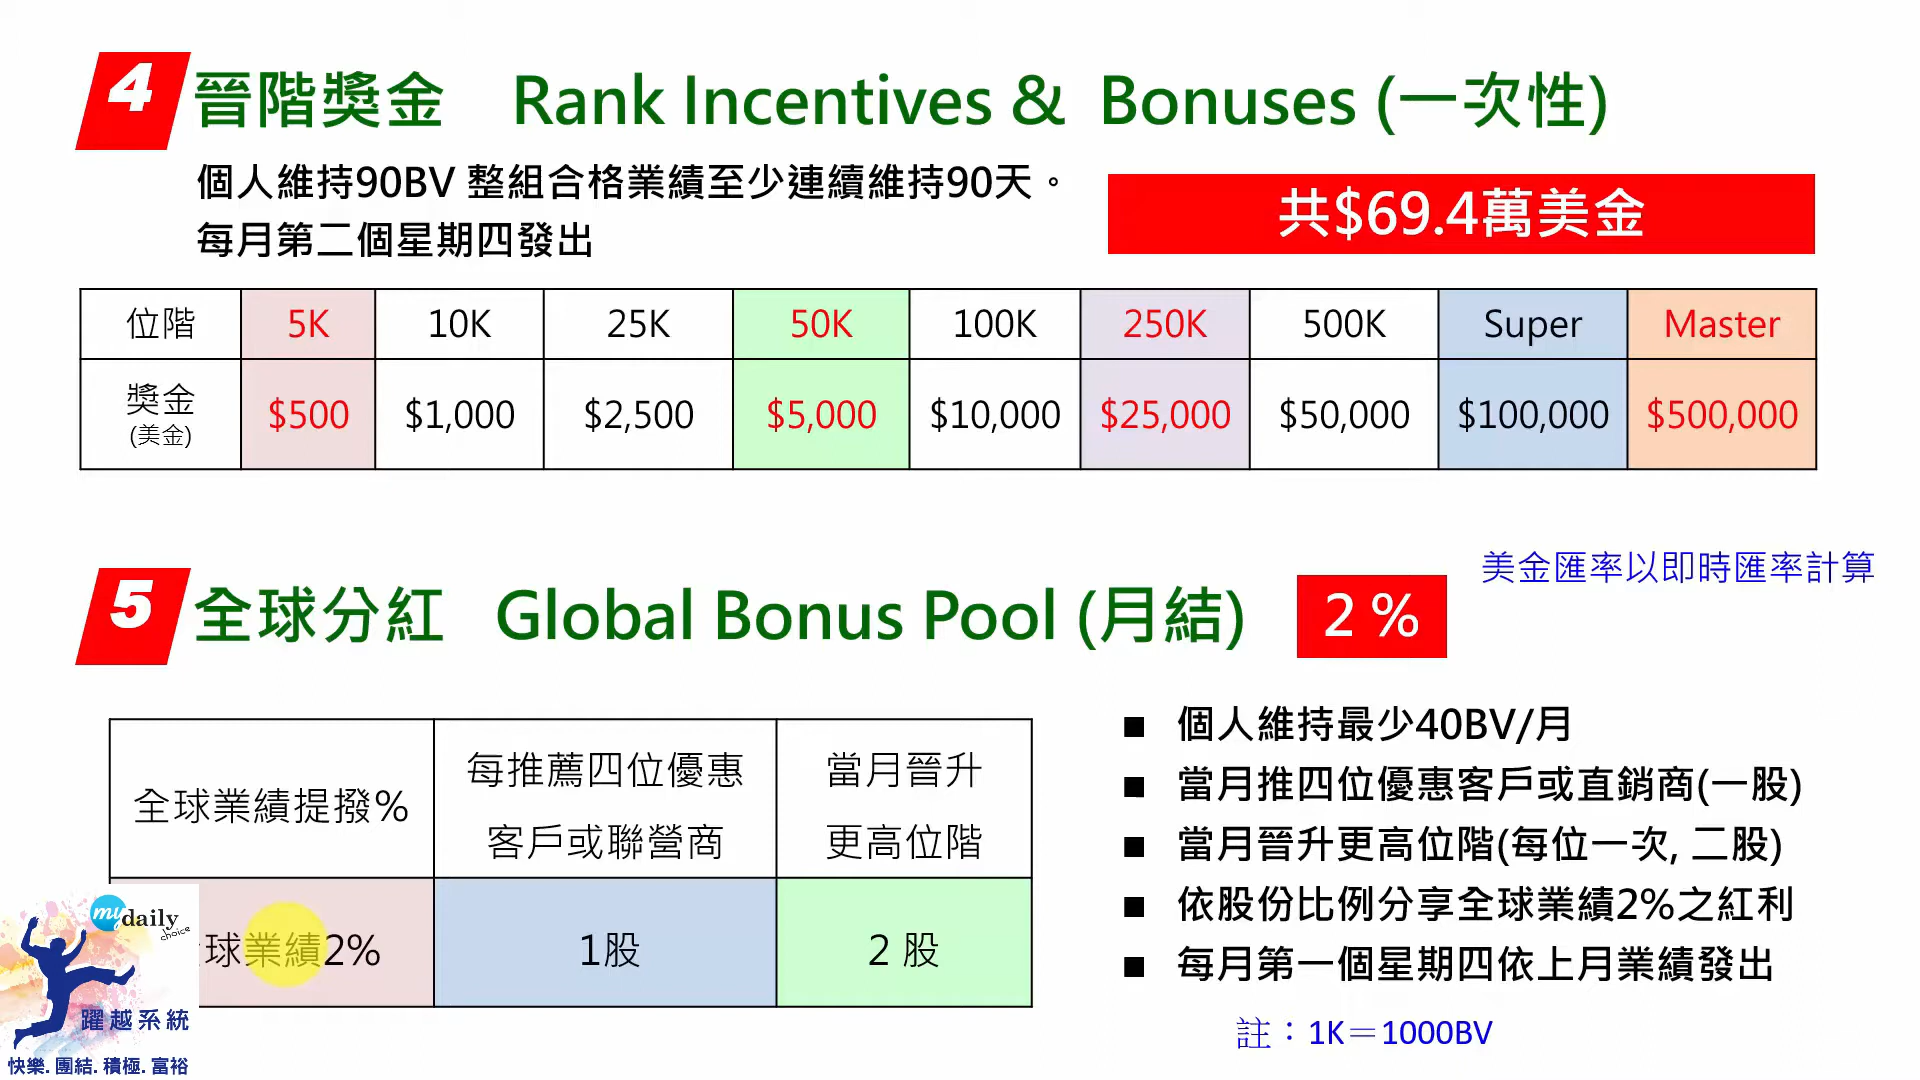 4 晉階獎金 Rank Incentives & Bonuses (一次性)
個人維持90BV 整組合格業績至少連續維持90天。
每月第二個星期四發出
共$69.4萬美金
位階 5K 10K 25K 50K 100K 250K 500K Super Master
獎金 (美金) $500 $1,000 $2,500 $5,000 $10,000 $25,000 $50,000 $100,000 $500,000
美金匯率以即時匯率計算
5 全球分紅 Global Bonus Pool (月結) 2 %
全球業績提撥%
每推薦四位優惠
客戶或聯營商
當月晉升
更高位階
球業績2%
1股
2 股
■ 個人維持最少40BV/月
■ 當月推四位優惠客戶或直銷商(一股)
■ 當月晉升更高位階(每位一次, 二股)
■ 依股份比例分享全球業績2%之紅利
■ 每月第一個星期四依上月業績發出
註：1K＝1000BV
my daily choice
躍越系統
快樂. 團結. 積極. 富裕